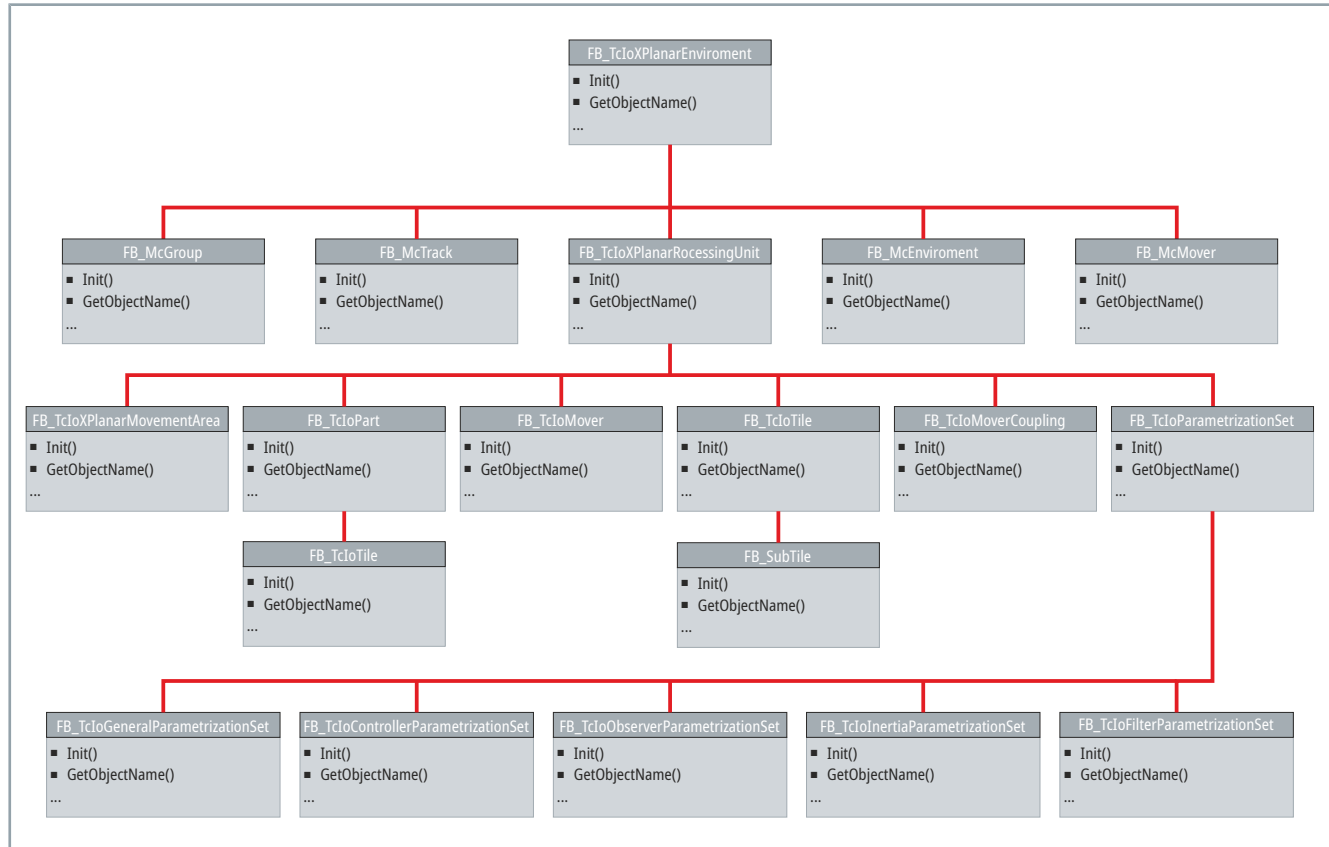 FB_TcIoXPlanarEnviroment
▪ Init()
▪ GetObjectName()
...
FB_McGroup
▪ Init()
▪ GetObjectName()
...
FB_McTrack
▪ Init()
▪ GetObjectName()
...
FB_TcIoXPlanarRocessingUnit
▪ Init()
▪ GetObjectName()
...
FB_McEnviroment
▪ Init()
▪ GetObjectName()
...
FB_McMover
▪ Init()
▪ GetObjectName()
...
FB_TcIoXPlanarMovementArea
▪ Init()
▪ GetObjectName()
...
FB_TcIoPart
▪ Init()
▪ GetObjectName()
...
FB_TcIoMover
▪ Init()
▪ GetObjectName()
...
FB_TcIoTile
▪ Init()
▪ GetObjectName()
...
FB_TcIoMoverCoupling
▪ Init()
▪ GetObjectName()
...
FB_TcIoParametrizationSet
▪ Init()
▪ GetObjectName()
...
FB_TcIoTile
▪ Init()
▪ GetObjectName()
...
FB_SubTile
▪ Init()
▪ GetObjectName()
...
FB_TcIoGeneralParametrizationSet
▪ Init()
▪ GetObjectName()
...
FB_TcIoControllerParametrizationSet
▪ Init()
▪ GetObjectName()
...
FB_TcIoObserverParametrizationSet
▪ Init()
▪ GetObjectName()
...
FB_TcIoInertiaParametrizationSet
▪ Init()
▪ GetObjectName()
...
FB_TcIoFilterParametrizationSet
▪ Init()
▪ GetObjectName()
...